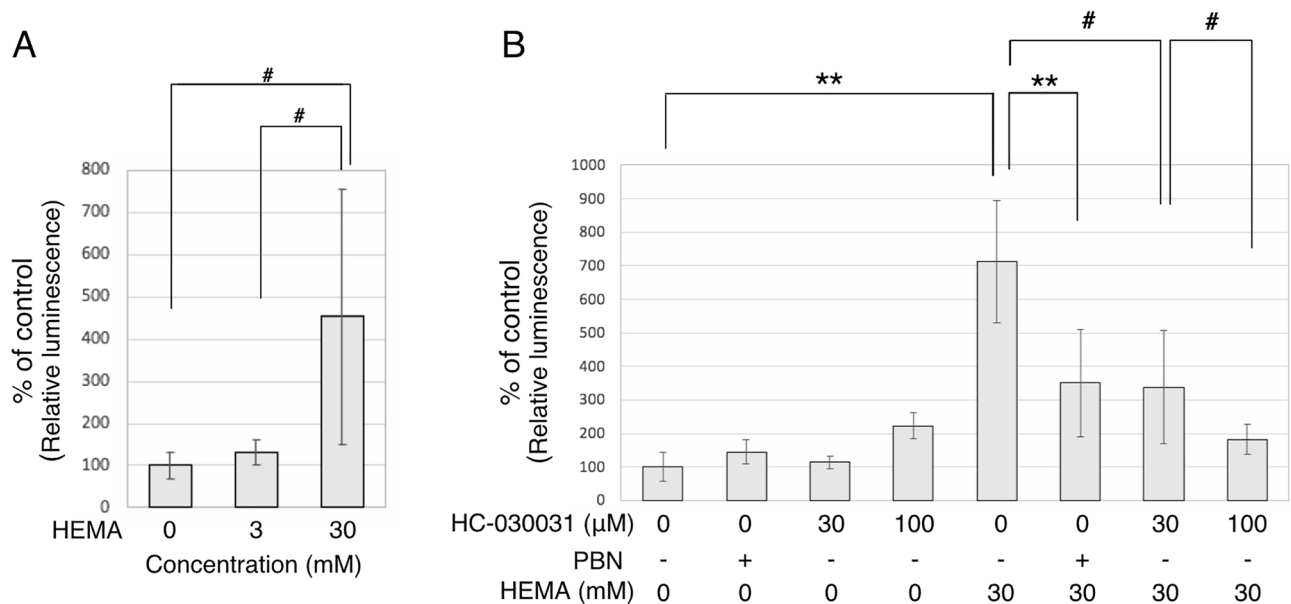 A
#
#
800
700
600
500
400
300
200
100
0
% of control
(Relative luminescence)
HEMA 0 3 30
Concentration (mM)
B
# #
** **
1000
900
800
700
600
500
400
300
200
100
0
% of control
(Relative luminescence)
HC-030031 (μM) 0 0 30 100 0 0 30 100
PBN - + - - - + - -
HEMA (mM) 0 0 0 0 30 30 30 30